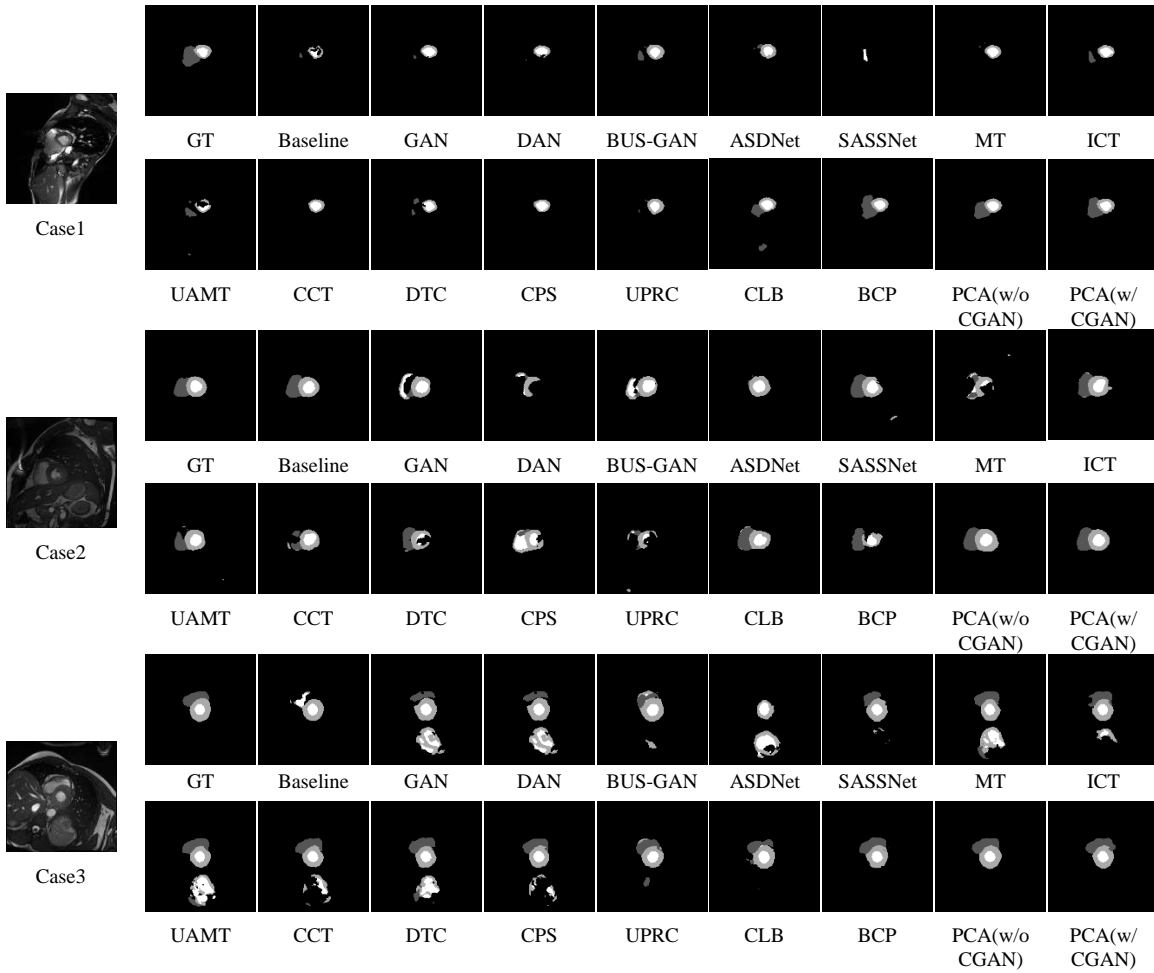 GT Baseline GAN DAN BUS-GAN ASDNet SASSNet MT ICT
Case1
UAMT CCT DTC CPS UPRC CLB BCP PCA(w/o CGAN) PCA(w/ CGAN)
GT Baseline GAN DAN BUS-GAN ASDNet SASSNet MT ICT
Case2
UAMT CCT DTC CPS UPRC CLB BCP PCA(w/o CGAN) PCA(w/ CGAN)
GT Baseline GAN DAN BUS-GAN ASDNet SASSNet MT ICT
Case3
UAMT CCT DTC CPS UPRC CLB BCP PCA(w/o CGAN) PCA(w/ CGAN)